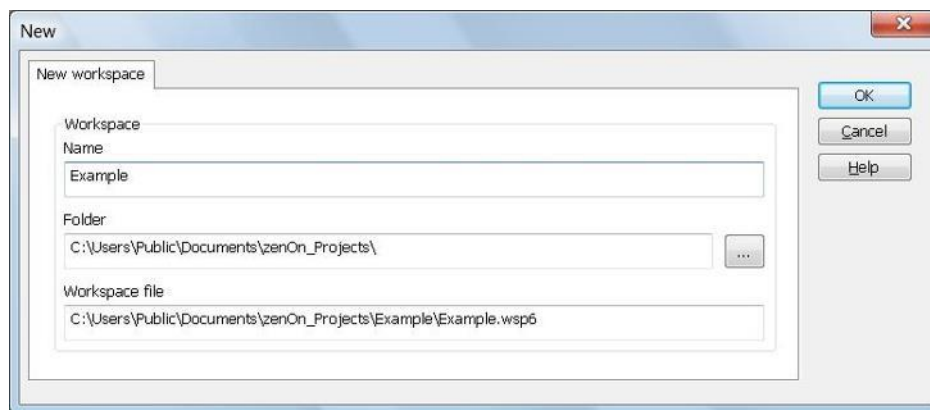 New
New workspace
Workspace
Name
Example
Folder
C:\Users\Public\Documents\zenOn_Projects\
...
Workspace file
C:\Users\Public\Documents\zenOn_Projects\Example\Example.wsp6
OK
Cancel
Help